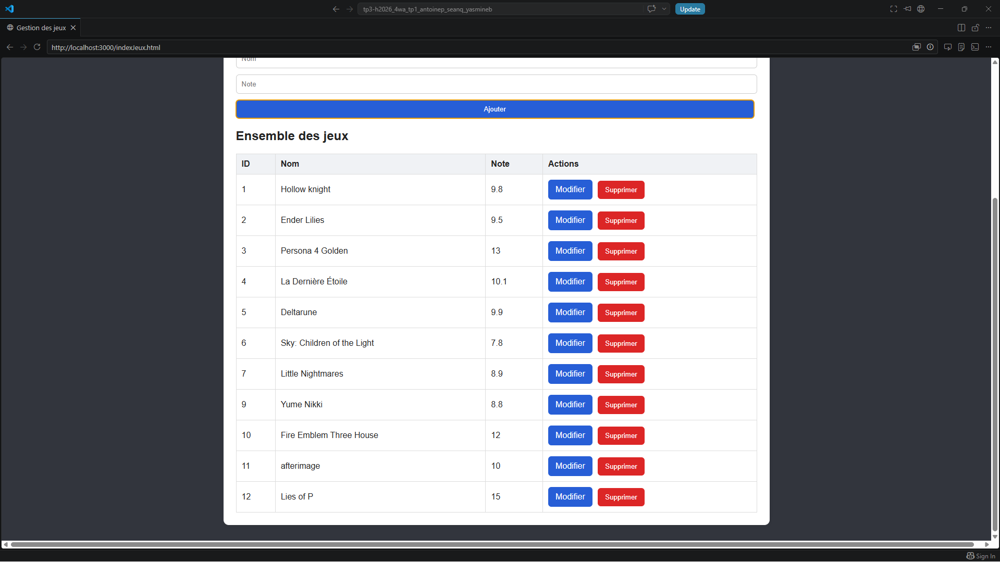 tp3-h2026_4wa_tp1_antoinep_seanq_yasmineb
Update
Gestion des jeux
http://localhost:3000/indexJeux.html
Nom
Note
Ajouter
Ensemble des jeux
ID Nom Note Actions
1 Hollow knight 9.8 Modifier Supprimer
2 Ender Lilies 9.5 Modifier Supprimer
3 Persona 4 Golden 13 Modifier Supprimer
4 La Dernière Étoile 10.1 Modifier Supprimer
5 Deltarune 9.9 Modifier Supprimer
6 Sky: Children of the Light 7.8 Modifier Supprimer
7 Little Nightmares 8.9 Modifier Supprimer
9 Yume Nikki 8.8 Modifier Supprimer
10 Fire Emblem Three House 12 Modifier Supprimer
11 afterimage 10 Modifier Supprimer
12 Lies of P 15 Modifier Supprimer
Sign In